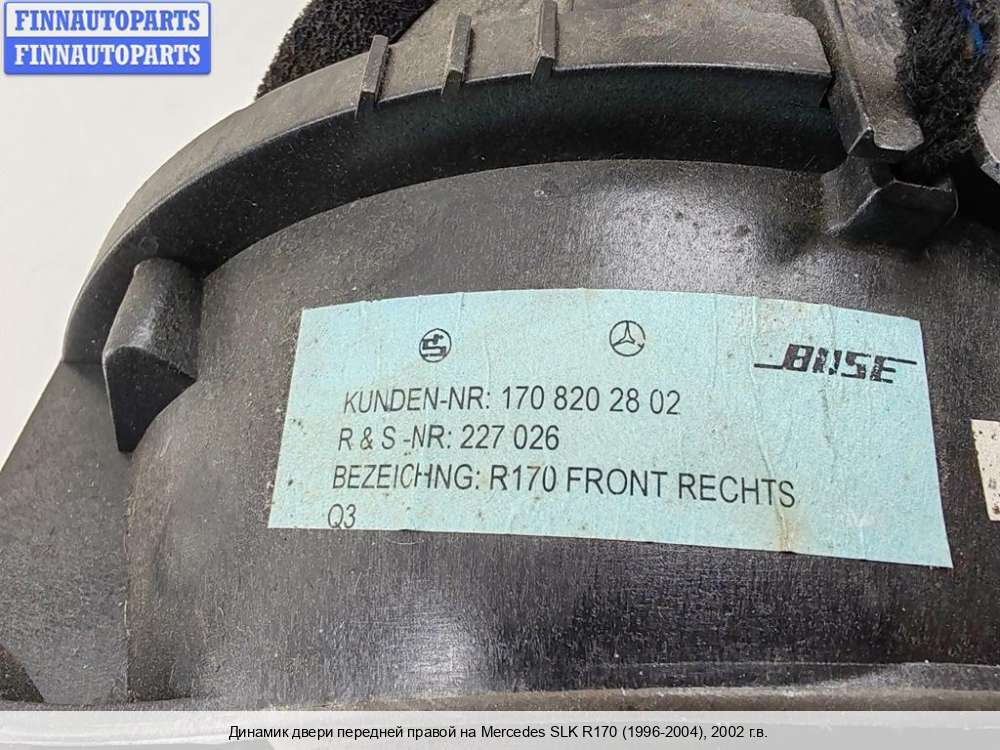 FINNAUTOPARTS
FINNAUTOPARTS
BOSE
KUNDEN-NR: 170 820 28 02
R & S -NR: 227 026
BEZEICHNG: R170 FRONT RECHTS
Q3
Динамик двери передней правой на Mercedes SLK R170 (1996-2004), 2002 г.в.